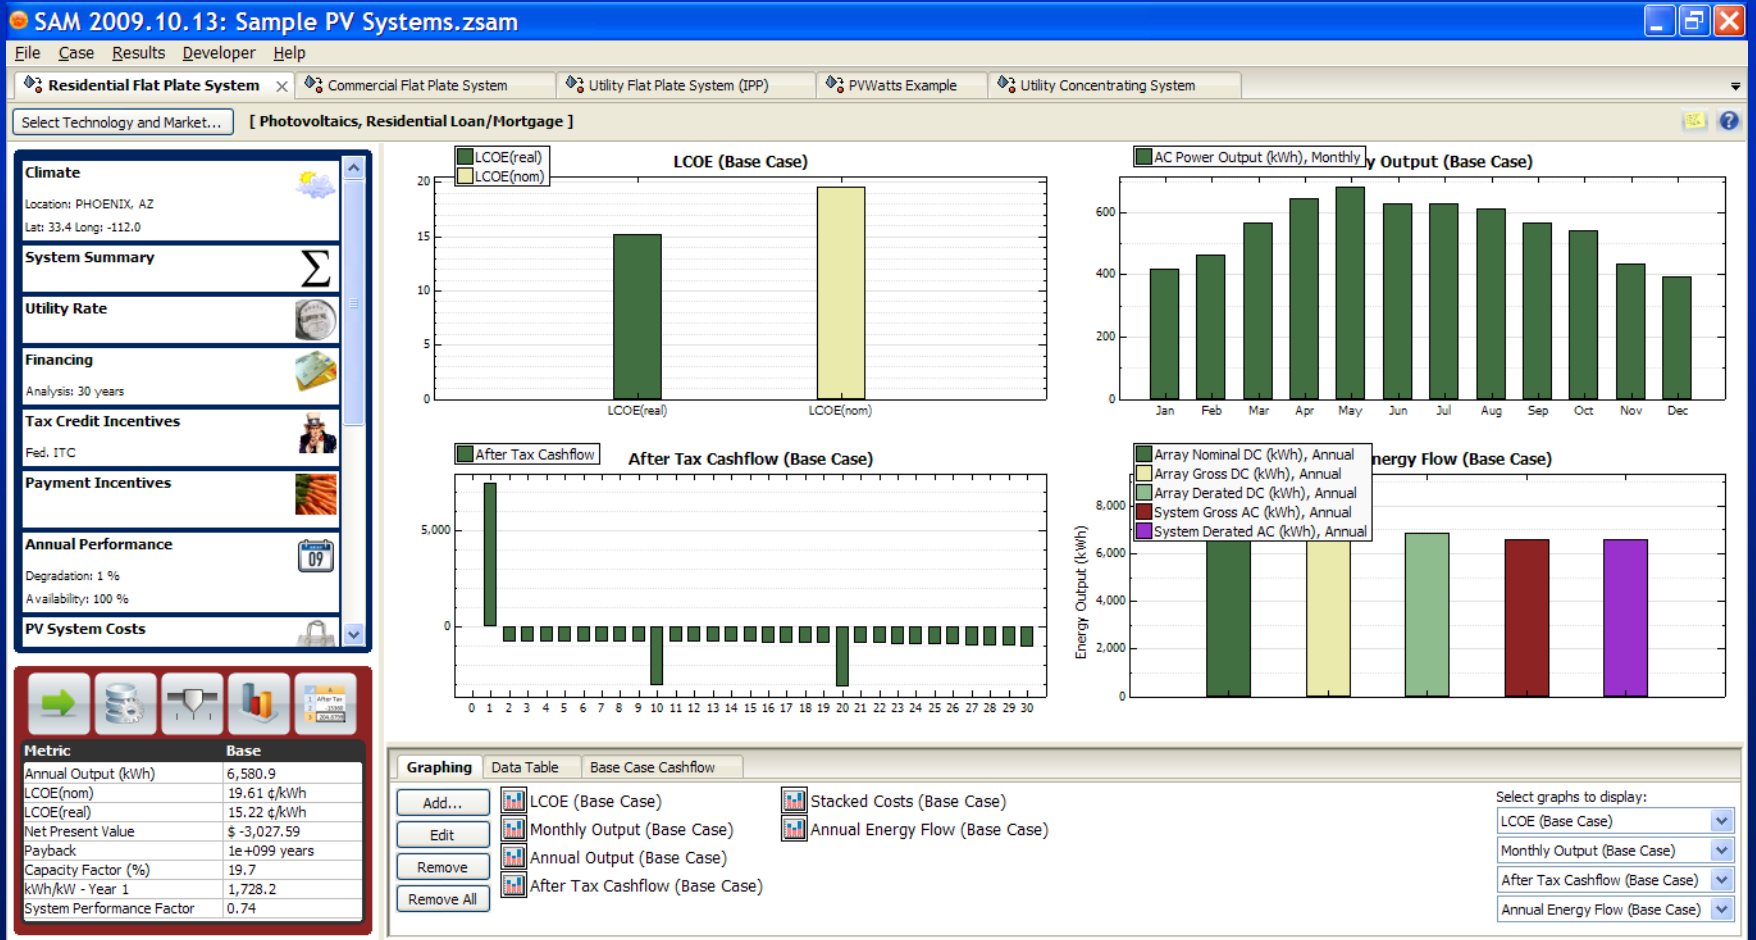 SAM 2009.10.13: Sample PV Systems.zsam
File Case Results Developer Help
Residential Flat Plate System Commercial Flat Plate System Utility Flat Plate System (IPP) PVWatts Example Utility Concentrating System
Select Technology and Market... [ Photovoltaics, Residential Loan/Mortgage ]
Climate
Location: PHOENIX, AZ
Lat: 33.4 Long: -112.0
System Summary
Σ
Utility Rate
Financing
Analysis: 30 years
Tax Credit Incentives
Fed. ITC
Payment Incentives
Annual Performance
09
Degradation: 1 %
Availability: 100 %
PV System Costs
Metric Base
Annual Output (kWh) 6,580.9
LCOE(nom) 19.61 ¢/kWh
LCOE(real) 15.22 ¢/kWh
Net Present Value $ -3,027.59
Payback 1e+099 years
Capacity Factor (%) 19.7
kWh/kW - Year 1 1,728.2
System Performance Factor 0.74
LCOE(real)
LCOE(nom)
LCOE (Base Case)
20
15
10
5
0
LCOE(real) LCOE(nom)
AC Power Output (kWh), Monthly
y Output (Base Case)
600
400
200
0
Jan Feb Mar Apr May Jun Jul Aug Sep Oct Nov Dec
After Tax Cashflow
After Tax Cashflow (Base Case)
5,000
0
0 1 2 3 4 5 6 7 8 9 10 11 12 13 14 15 16 17 18 19 20 21 22 23 24 25 26 27 28 29 30
Array Nominal DC (kWh), Annual
Array Gross DC (kWh), Annual
Array Derated DC (kWh), Annual
System Gross AC (kWh), Annual
System Derated AC (kWh), Annual
nergy Flow (Base Case)
Energy Output (kWh)
8,000
6,000
4,000
2,000
0
Graphing Data Table Base Case Cashflow
Add...
Edit
Remove
Remove All
LCOE (Base Case)
Monthly Output (Base Case)
Annual Output (Base Case)
After Tax Cashflow (Base Case)
Stacked Costs (Base Case)
Annual Energy Flow (Base Case)
Select graphs to display:
LCOE (Base Case)
Monthly Output (Base Case)
After Tax Cashflow (Base Case)
Annual Energy Flow (Base Case)